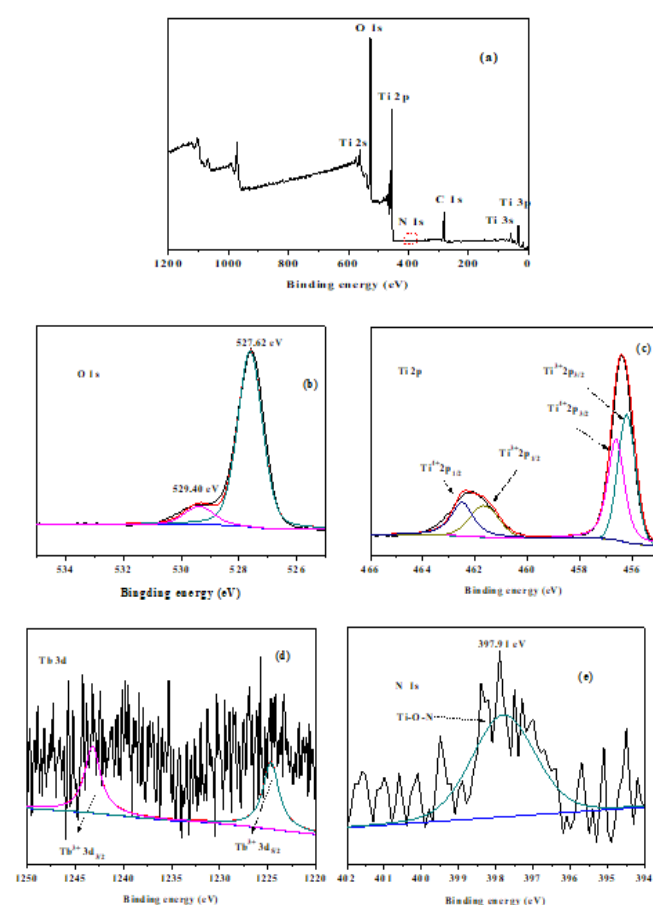 O 1s
(a)
Ti 2p
Ti 2s
N 1s
C 1s
Ti 3p
Ti 3s
1200 1000 800 600 400 200 0
Binding energy (eV)
527.62 eV
O 1s
(b)
529.40 eV
534 532 530 528 526
Bingding energy (eV)
(c)
Ti 2p
Ti³⁺2p₃/₂
Ti⁴⁺2p₃/₂
Ti⁴⁺2p₁/₂
Ti³⁺2p₁/₂
466 464 462 460 458 456
Binding energy (eV)
Tb 3d
(d)
Tb³⁺ 3d₃/₂
Tb³⁺ 3d₅/₂
1250 1245 1240 1235 1230 1225 1220
Binding energy (eV)
397.91 eV
(e)
N 1s
Ti-O-N
402 401 400 399 398 397 396 395 394
Binding energy (eV)